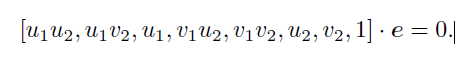 [u₁u₂, u₁v₂, u₁, v₁u₂, v₁v₂, u₂, v₂, 1] · e = 0.